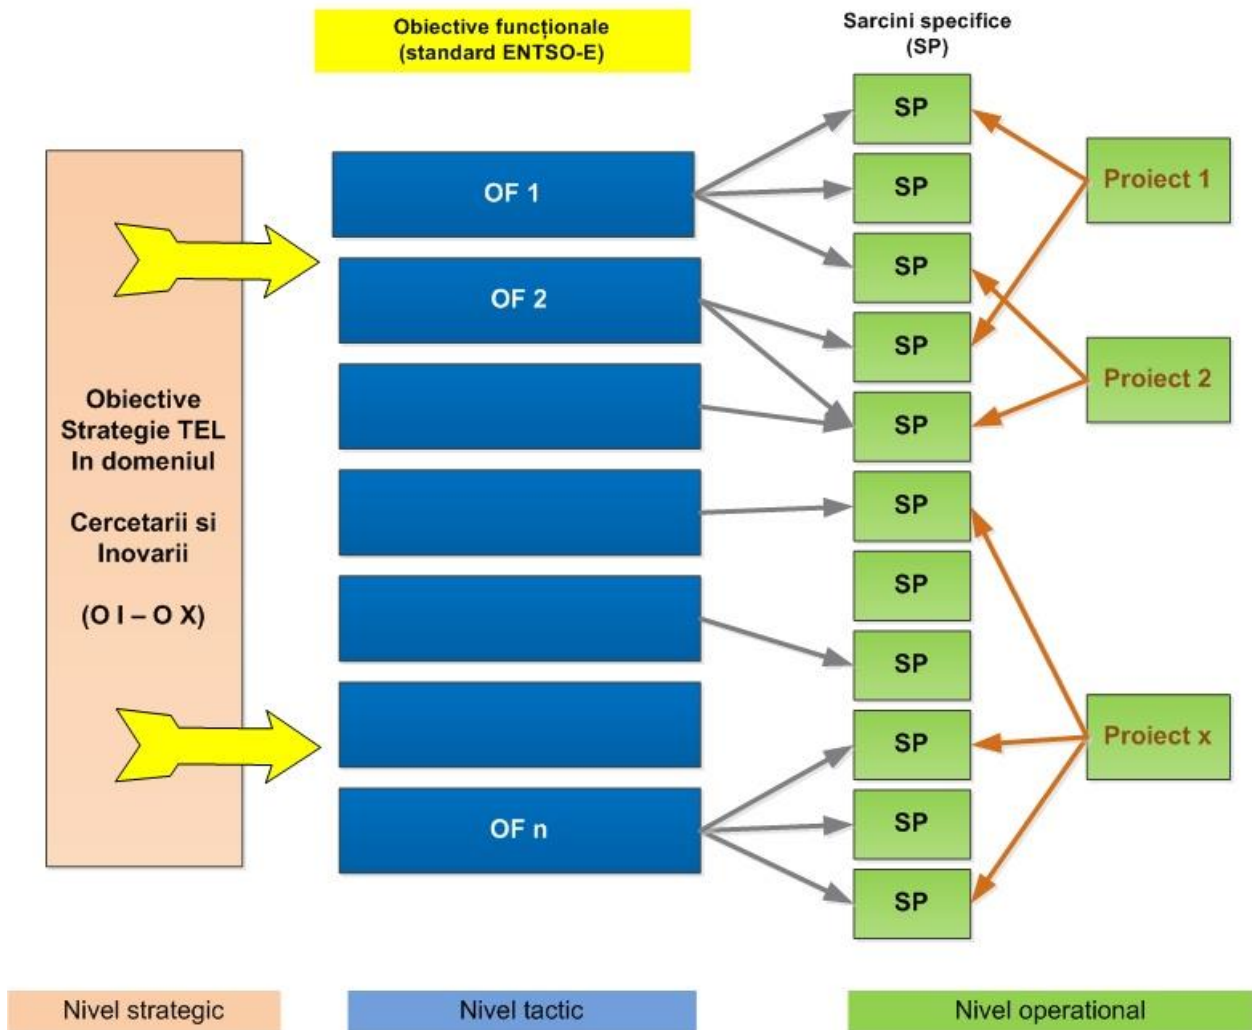 Obiective funcționale
(standard ENTSO-E)
Sarcini specifice
(SP)
Obiective
Strategie TEL
In domeniul
Cercetarii si
Inovarii
(O I – O X)
OF 1
OF 2
OF n
SP
SP
SP
SP
SP
SP
SP
SP
SP
SP
SP
Proiect 1
Proiect 2
Proiect x
Nivel strategic
Nivel tactic
Nivel operational